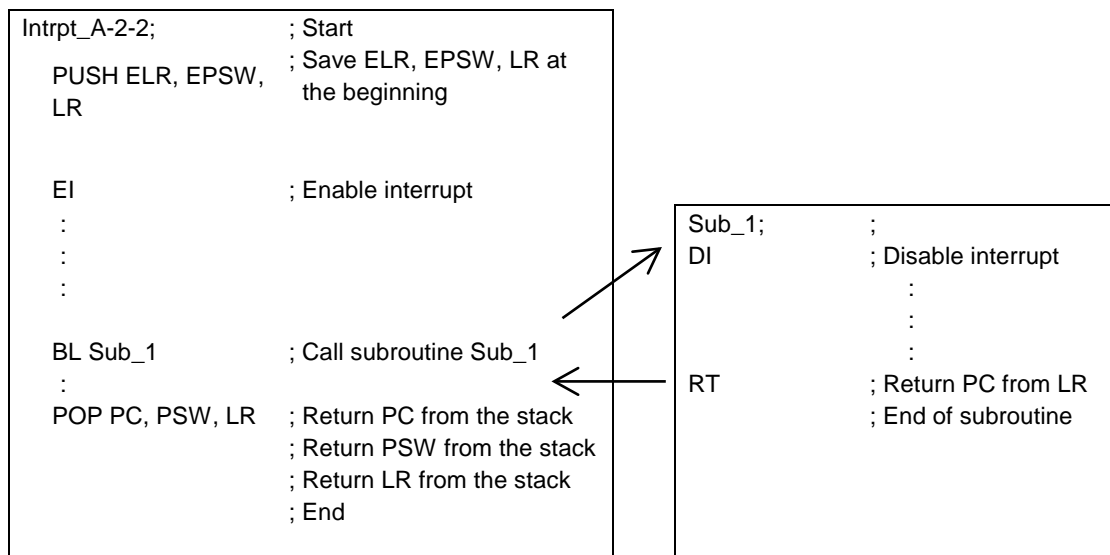 Intrpt_A-2-2; ; Start
PUSH ELR, EPSW, ; Save ELR, EPSW, LR at
LR the beginning
EI ; Enable interrupt
:
:
:
BL Sub_1 ; Call subroutine Sub_1
:
POP PC, PSW, LR ; Return PC from the stack
; Return PSW from the stack
; Return LR from the stack
; End
Sub_1; ;
DI ; Disable interrupt
:
:
:
RT ; Return PC from LR
; End of subroutine